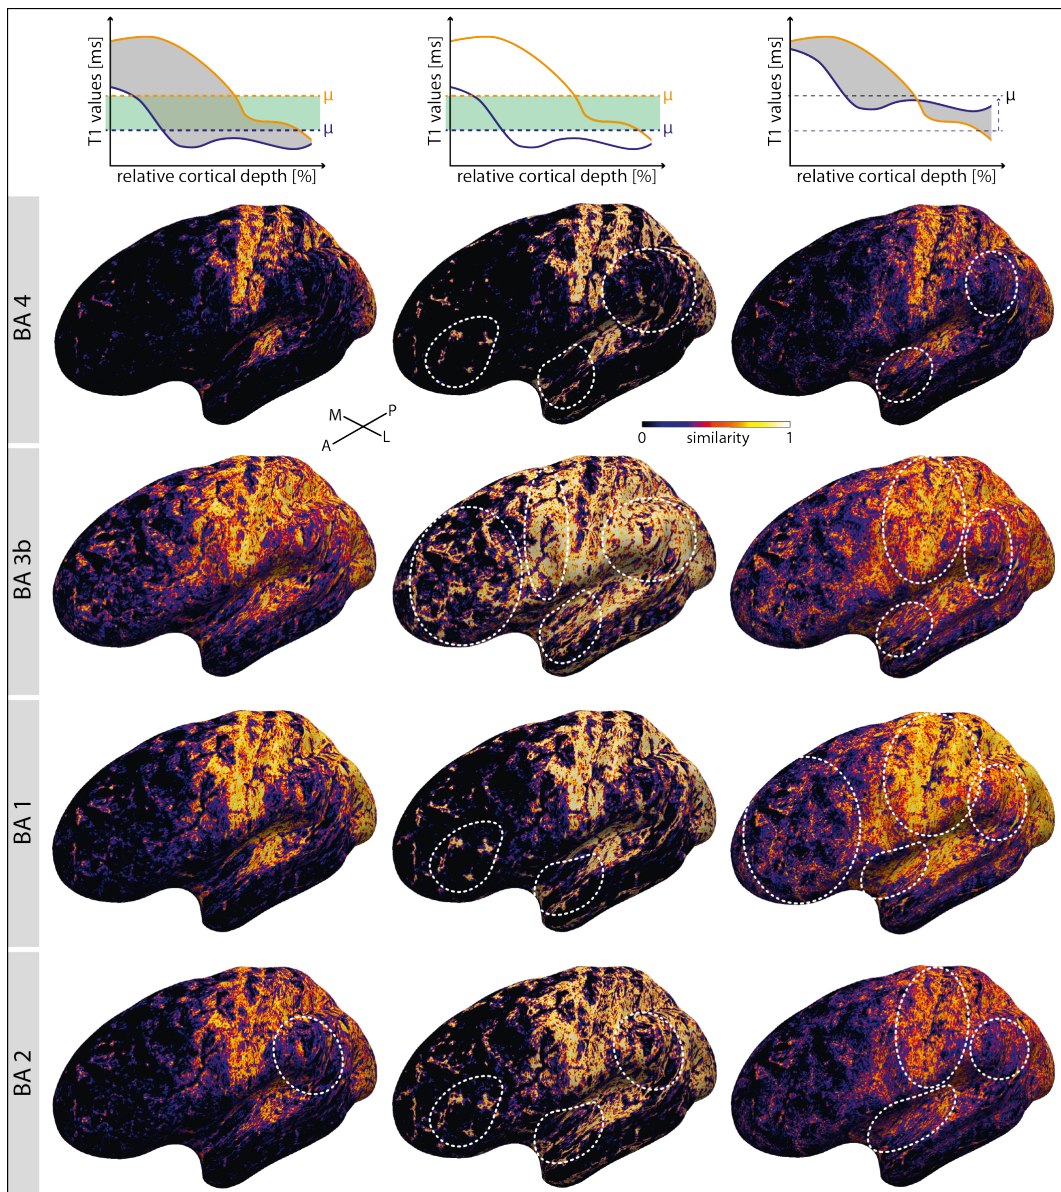 T1 values [ms]
μ
μ
relative cortical depth [%]
T1 values [ms]
μ
μ
relative cortical depth [%]
T1 values [ms]
μ
relative cortical depth [%]
BA 4
M
P
A
L
0
similarity
1
BA 3b
BA 1
BA 2